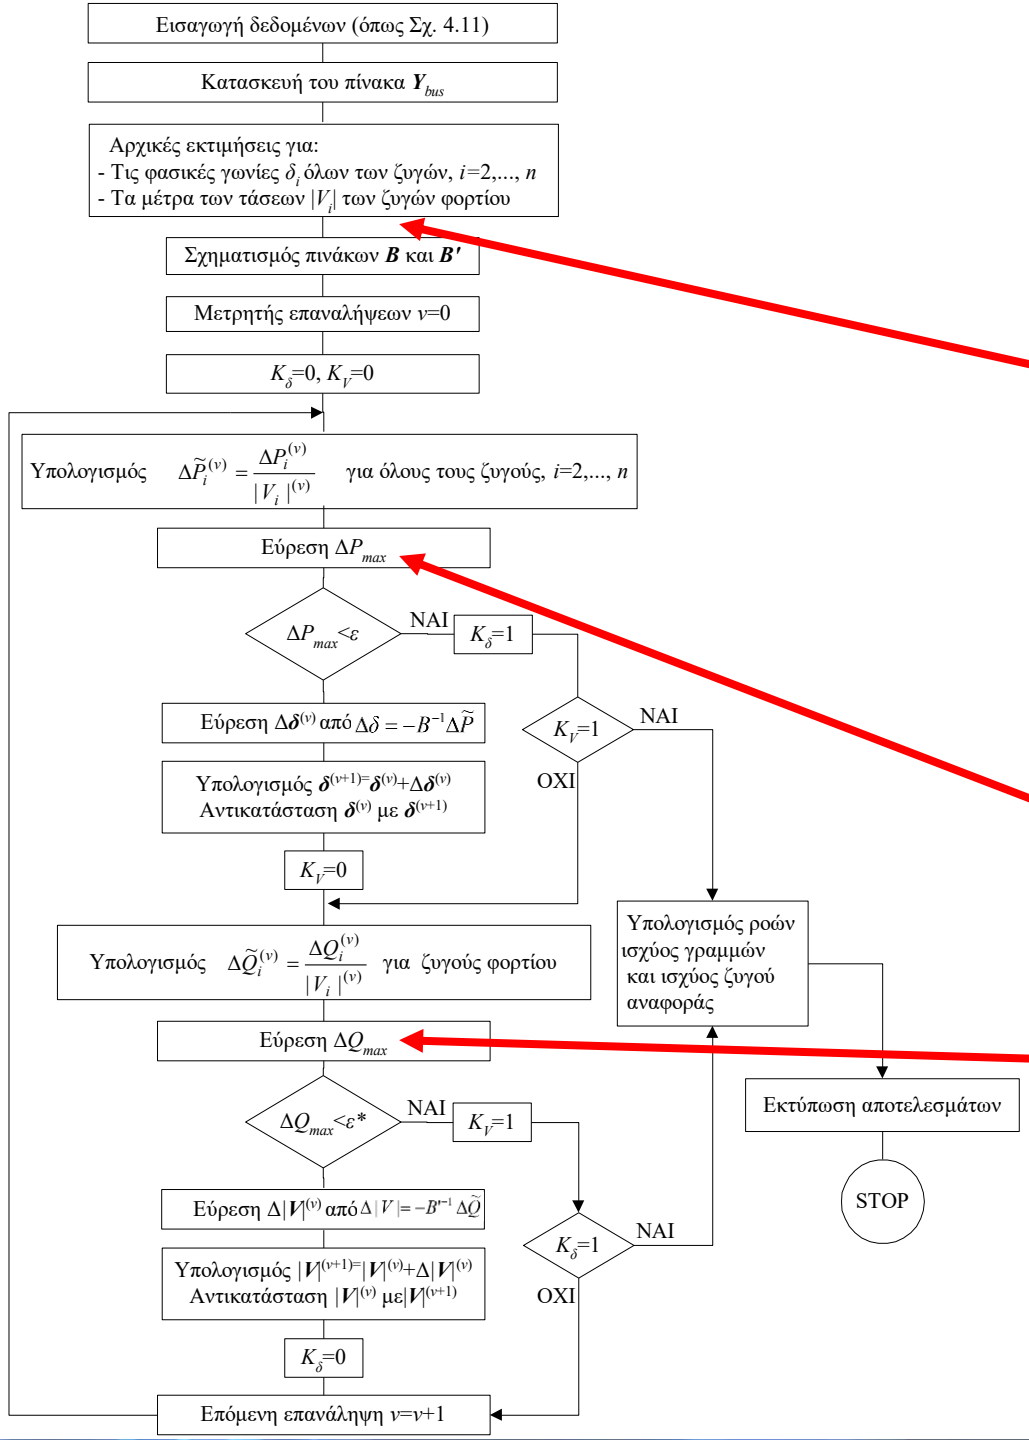 Εισαγωγή δεδομένων (όπως Σχ. 4.11)
Κατασκευή του πίνακα Y_bus
Αρχικές εκτιμήσεις για:
- Τις φασικές γωνίες δ_i όλων των ζυγών, i=2,..., n
- Τα μέτρα των τάσεων |V_i| των ζυγών φορτίου
Σχηματισμός πινάκων B και B'
Μετρητής επαναλήψεων v=0
K_δ=0, K_V=0
Υπολογισμός ΔP̃_i^(v) = ΔP_i^(v) / |V_i|^(v) για όλους τους ζυγούς, i=2,..., n
Εύρεση ΔP_max
ΔP_max<ε
ΝΑΙ
K_δ=1
Εύρεση Δδ^(v) από Δδ = −B^−1 ΔP̃
K_V=1
ΝΑΙ
ΟΧΙ
Υπολογισμός δ^(v+1)=δ^(v)+Δδ^(v)
Αντικατάσταση δ^(v) με δ^(v+1)
K_V=0
Υπολογισμός ΔQ̃_i^(v) = ΔQ_i^(v) / |V_i|^(v) για ζυγούς φορτίου
Υπολογισμός ροών
ισχύος γραμμών
και ισχύος ζυγού
αναφοράς
Εύρεση ΔQ_max
Εκτύπωση αποτελεσμάτων
STOP
ΔQ_max<ε*
ΝΑΙ
K_V=1
Εύρεση Δ|V|^(v) από Δ|V|= −B'^−1 ΔQ̃
K_δ=1
ΝΑΙ
ΟΧΙ
Υπολογισμός |V|^(v+1)=|V|^(v)+Δ|V|^(v)
Αντικατάσταση |V|^(v) με|V|^(v+1)
K_δ=0
Επόμενη επανάληψη v=v+1